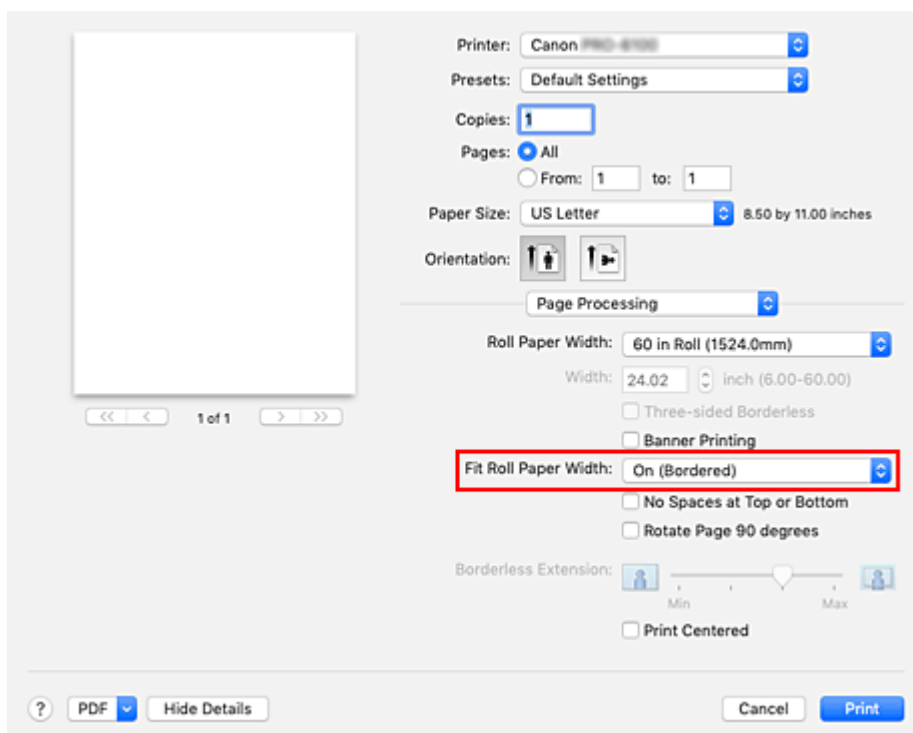 Printer: Canon
Presets: Default Settings
Copies: 1
Pages: All
From: 1 to: 1
Paper Size: US Letter 8.50 by 11.00 inches
Orientation:
Page Processing
Roll Paper Width: 60 in Roll (1524.0mm)
Width: 24.02 inch (6.00-60.00)
Three-sided Borderless
Banner Printing
Fit Roll Paper Width: On (Bordered)
No Spaces at Top or Bottom
Rotate Page 90 degrees
Borderless Extension:
Min Max
Print Centered
<< < 1 of 1 > >>
? PDF Hide Details Cancel Print